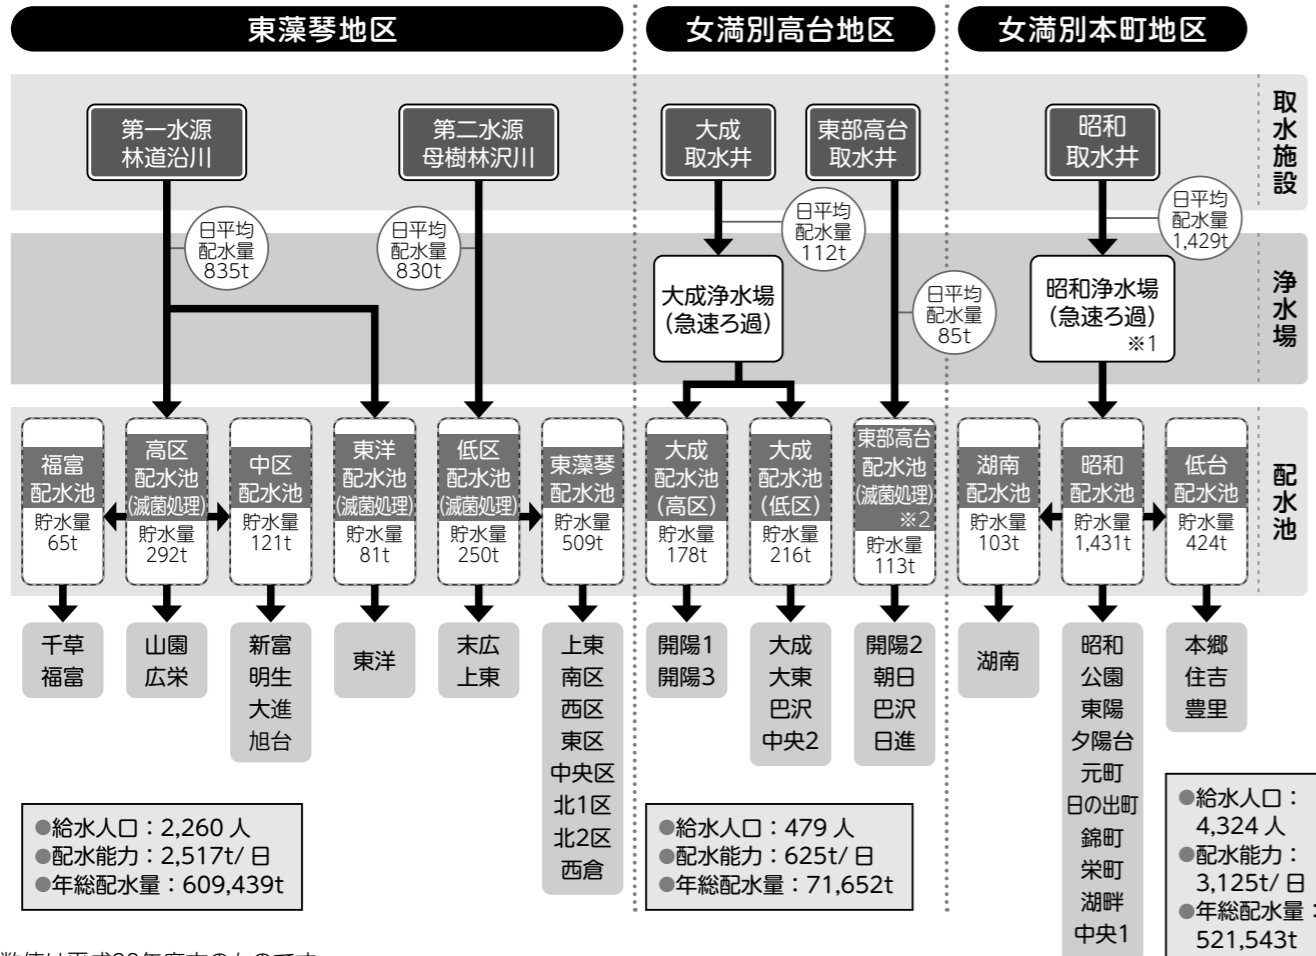 東藻琴地区
女満別高台地区
女満別本町地区
取水施設
第一水源
林道沿川
第二水源
母樹林沢川
大成
取水井
東部高台
取水井
昭和
取水井
日平均
配水量
835t
日平均
配水量
830t
日平均
配水量
112t
日平均
配水量
85t
日平均
配水量
1,429t
浄水場
大成浄水場
(急速ろ過)
昭和浄水場
(急速ろ過)
※1
配水池
福富
配水池
貯水量
65t
高区
配水池
(滅菌処理)
貯水量
292t
中区
配水池
貯水量
121t
東洋
配水池
(滅菌処理)
貯水量
81t
低区
配水池
(滅菌処理)
貯水量
250t
東藻琴
配水池
貯水量
509t
大成
配水池
(高区)
貯水量
178t
大成
配水池
(低区)
貯水量
216t
東部高台
配水池
(滅菌処理)
※2
貯水量
113t
湖南
配水池
貯水量
103t
昭和
配水池
貯水量
1,431t
低台
配水池
貯水量
424t
千草
福富
山園
広栄
新富
明生
大進
旭台
東洋
末広
上東
上東
南区
西区
東区
中央区
北1区
北2区
西倉
開陽1
開陽3
大成
大東
巴沢
中央2
開陽2
朝日
巴沢
日進
湖南
昭和
公園
東陽
夕陽台
元町
日の出町
錦町
栄町
湖畔
中央1
本郷
住吉
豊里
●給水人口：2,260 人
●配水能力：2,517t/ 日
●年総配水量：609,439t
●給水人口：479 人
●配水能力：625t/ 日
●年総配水量：71,652t
●給水人口：
4,324 人
●配水能力：
3,125t/ 日
●年総配水量：
521,543t